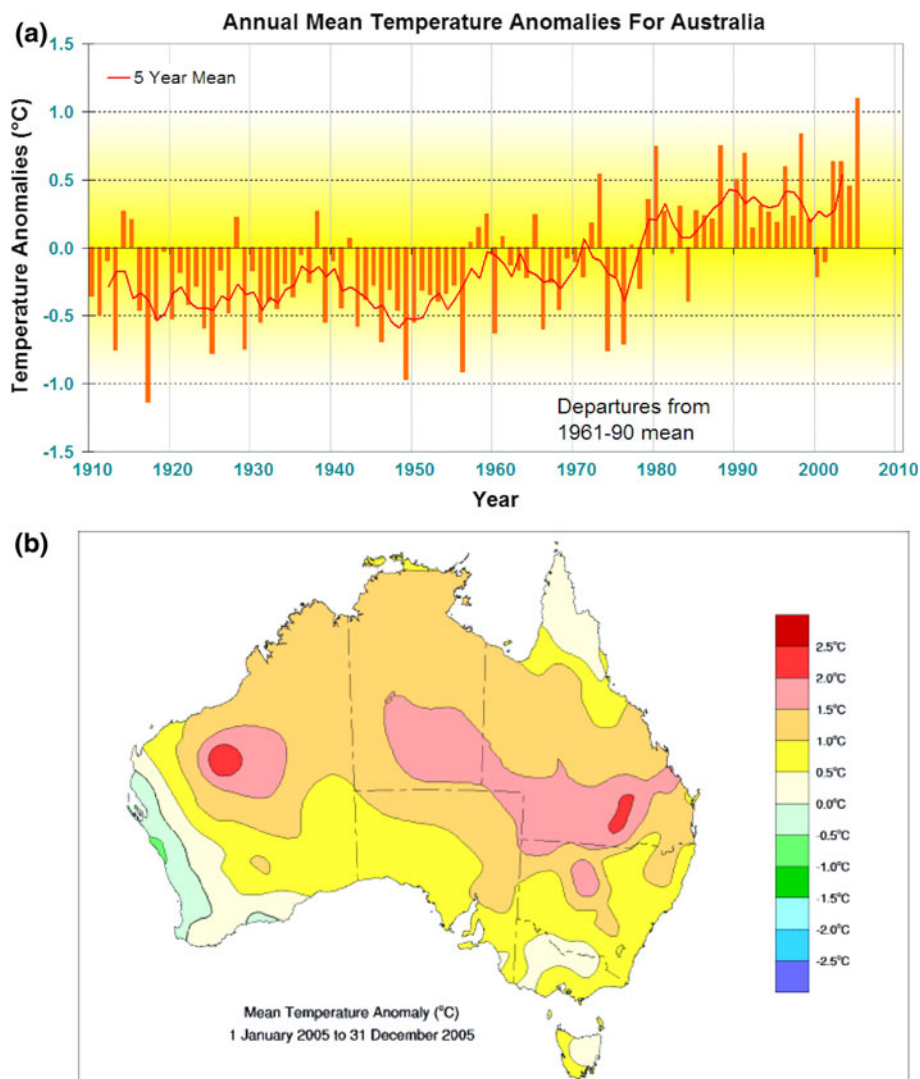 (a)
Annual Mean Temperature Anomalies For Australia
Temperature Anomalies (°C)
1.5
1.0
0.5
0.0
-0.5
-1.0
-1.5
5 Year Mean
Departures from
1961-90 mean
1910 1920 1930 1940 1950 1960 1970 1980 1990 2000 2010
Year
(b)
2.5°C
2.0°C
1.5°C
1.0°C
0.5°C
0.0°C
-0.5°C
-1.0°C
-1.5°C
-2.0°C
-2.5°C
Mean Temperature Anomaly (°C)
1 January 2005 to 31 December 2005